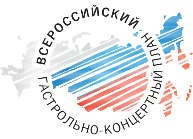 ВСЕРОССИЙСКИЙ
ГАСТРОЛЬНО-КОНЦЕРТНЫЙ ПЛАН